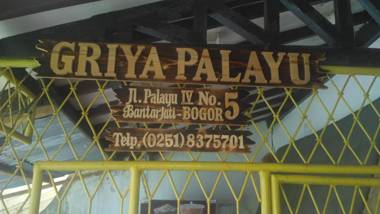 GRIYA PALAYU
Jl. Palayu IV No. 5
Bantarjati-BOGOR
Telp. (0251) 8375701